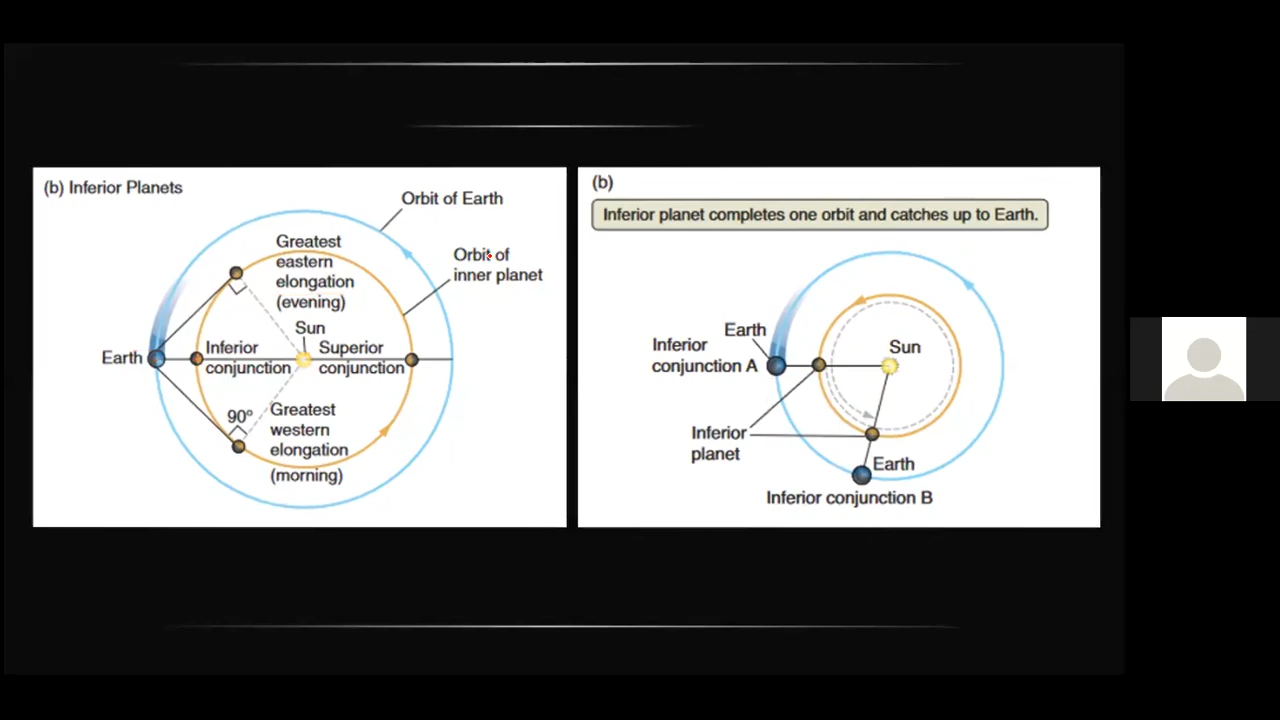 (b) Inferior Planets
Orbit of Earth
Greatest
eastern
elongation
(evening)
Orbit of
inner planet
Sun
Earth
Inferior
conjunction
Superior
conjunction
90°
Greatest
western
elongation
(morning)
(b)
Inferior planet completes one orbit and catches up to Earth.
Earth
Inferior
conjunction A
Sun
Inferior
planet
Earth
Inferior conjunction B